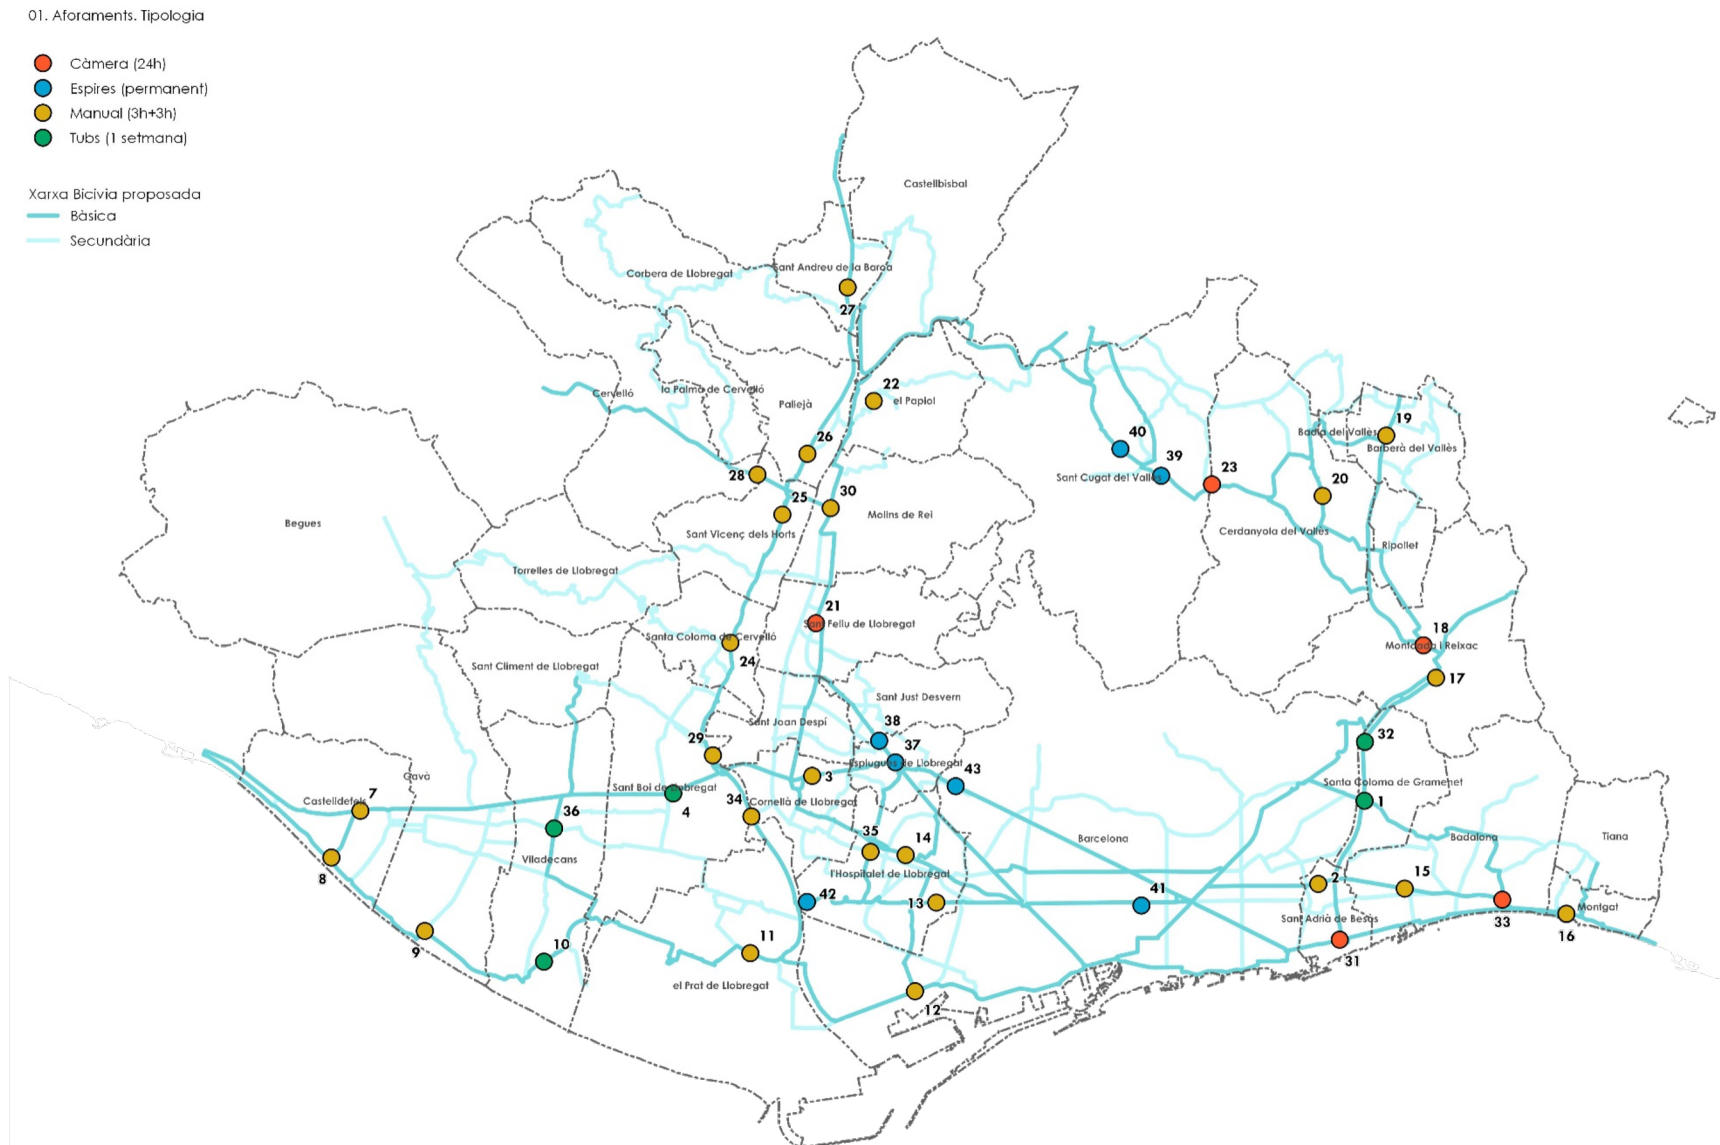 01. Aforaments. Tipologia
Càmera (24h)
Espires (permanent)
Manual (3h+3h)
Tubs (1 setmana)
Xarxa Bicivia proposada
Bàsica
Secundària
Castellbisbal
Sant Andreu de la Barca
Corbera de Llobregat
27
22
la Palma de Cervelló
Cervelló
Pallejà
el Papiol
19
26
40
Badia del Vallès
Barberà del Vallès
39
28
Sant Cugat del Vallès
23
20
25
30
Begues
Molins de Rei
Sant Vicenç dels Horts
Cerdanyola del Vallès
Ripollet
Torrelles de Llobregat
21
Sant Feliu de Llobregat
18
Santa Coloma de Cervelló
Montcada i Reixac
24
Sant Climent de Llobregat
17
Sant Just Desvern
Sant Joan Despí
38
32
29
37
Esplugues de Llobregat
43
Gavà
3
Santa Coloma de Gramenet
Sant Boi de Llobregat
7
Castelldefels
34
Cornellà de Llobregat
1
36
4
35
14
Barcelona
Badalona
Tiana
Viladecans
8
l'Hospitalet de Llobregat
2
15
42
13
41
Montgat
Sant Adrià de Besòs
33
16
9
10
11
31
el Prat de Llobregat
12